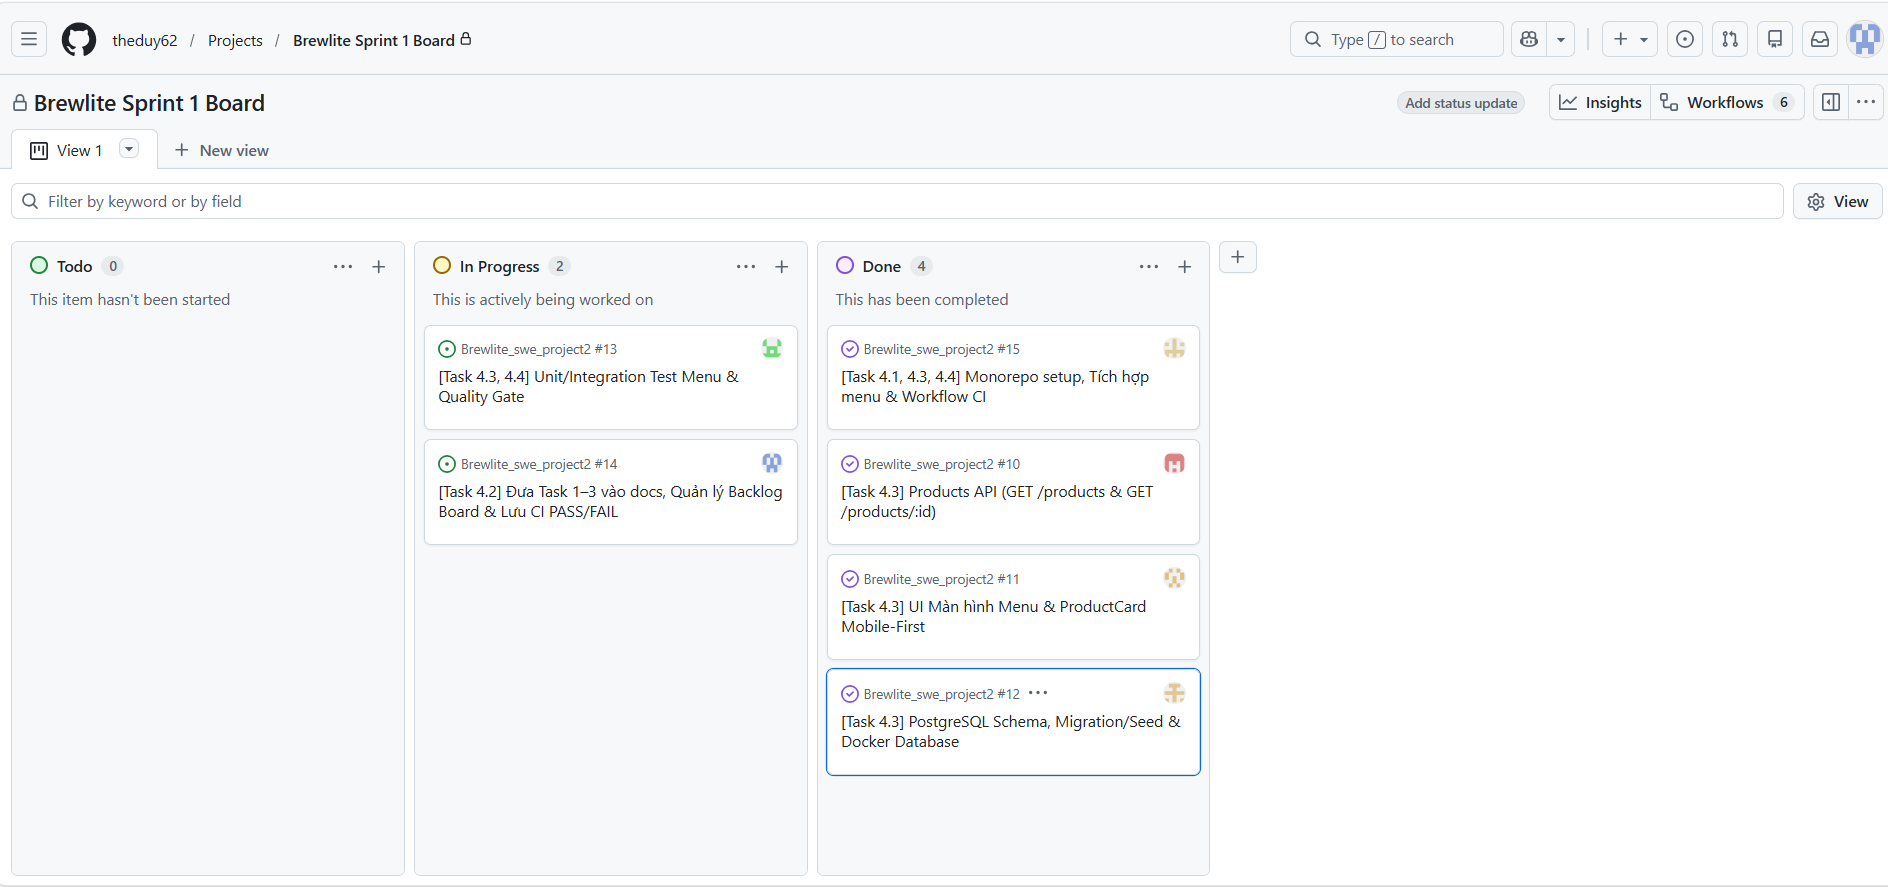 theduy62 / Projects / Brewlite Sprint 1 Board
Type / to search
Brewlite Sprint 1 Board
Add status update
Insights
Workflows 6
View 1
New view
Filter by keyword or by field
View
Todo 0
This item hasn't been started
In Progress 2
This is actively being worked on
Brewlite_swe_project2 #13
[Task 4.3, 4.4] Unit/Integration Test Menu &
Quality Gate
Brewlite_swe_project2 #14
[Task 4.2] Đưa Task 1–3 vào docs, Quản lý Backlog
Board & Lưu CI PASS/FAIL
Done 4
This has been completed
Brewlite_swe_project2 #15
[Task 4.1, 4.3, 4.4] Monorepo setup, Tích hợp
menu & Workflow CI
Brewlite_swe_project2 #10
[Task 4.3] Products API (GET /products & GET
/products/:id)
Brewlite_swe_project2 #11
[Task 4.3] UI Màn hình Menu & ProductCard
Mobile-First
Brewlite_swe_project2 #12
[Task 4.3] PostgreSQL Schema, Migration/Seed &
Docker Database